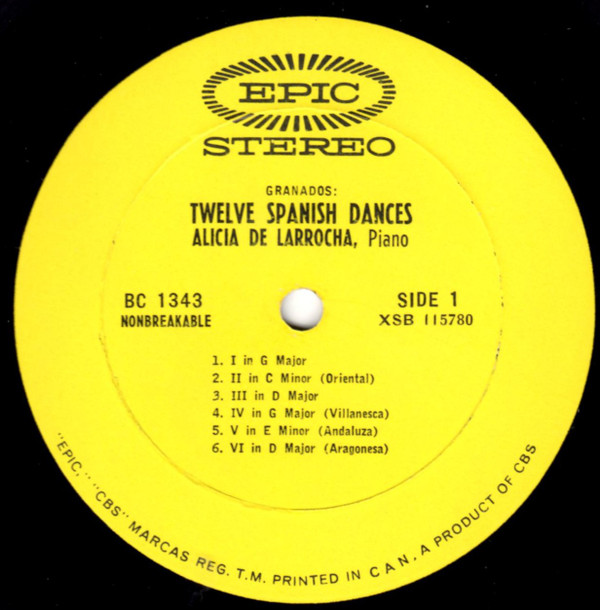 EPIC
STEREO
GRANADOS:
TWELVE SPANISH DANCES
ALICIA DE LARROCHA, Piano
BC 1343
NONBREAKABLE
SIDE 1
XSB 115780
1. I in G Major
2. II in C Minor (Oriental)
3. III in D Major
4. IV in G Major (Villanesca)
5. V in E Minor (Andaluza)
6. VI in D Major (Aragonesa)
"EPIC," "CBS" MARCAS REG. T.M. PRINTED IN CAN., A PRODUCT OF CBS